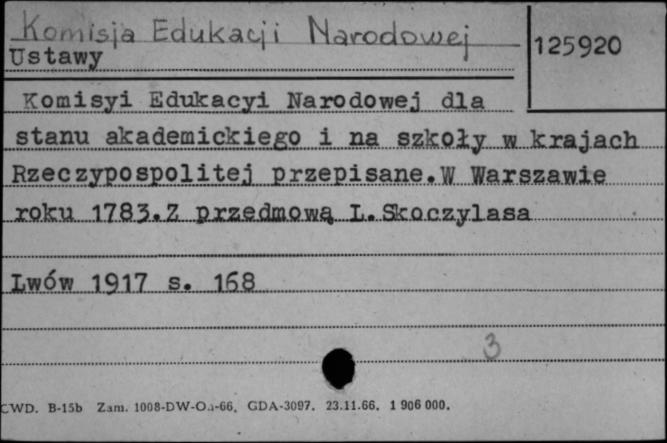 Komisja Edukacji Narodowej
125920
Ustawy
Komisyi Edukacyi Narodowej dla
stanu akademickiego i na szkoły w krajach
Rzeczypospolitej przepisane.W Warszawie
roku 1783.Z przedmową L.Skoczylasa
Lwów 1917 s. 168
3
CWD. B-15b Zam. 1008-DW-O.i-66. GDA-3097. 23.11.66. 1 906 000.